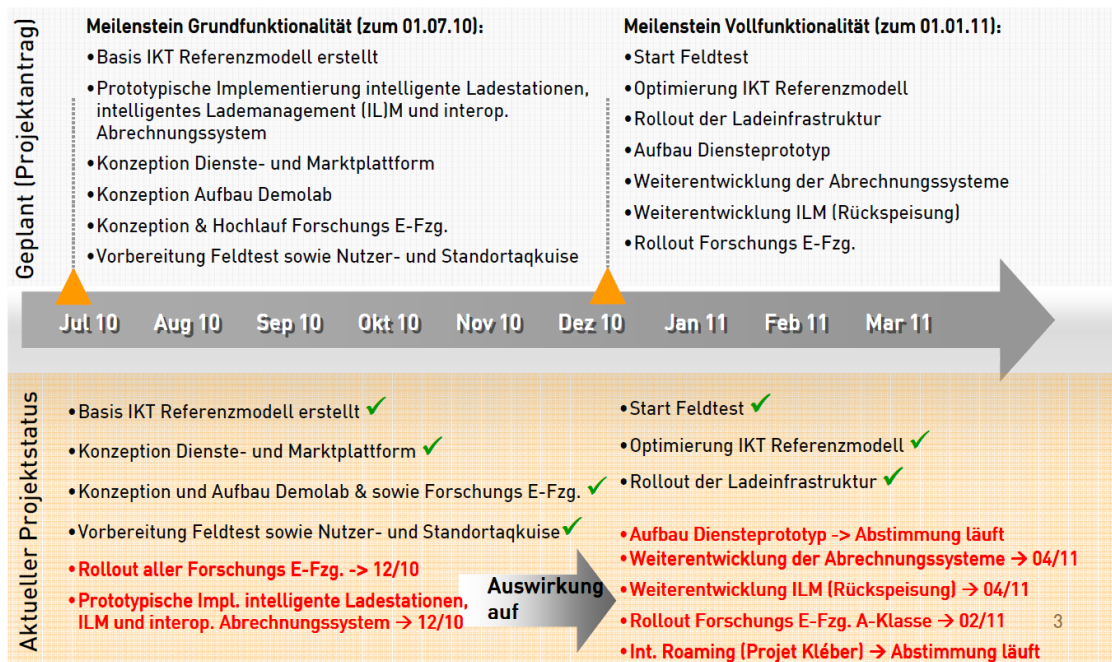 Geplant (Projektantrag)
Meilenstein Grundfunktionalität (zum 01.07.10):
•Basis IKT Referenzmodell erstellt
•Prototypische Implementierung intelligente Ladestationen,
intelligentes Lademanagement (IL)M und interop.
Abrechnungssystem
•Konzeption Dienste- und Marktplattform
•Konzeption Aufbau Demolab
•Konzeption & Hochlauf Forschungs E-Fzg.
•Vorbereitung Feldtest sowie Nutzer- und Standortaqkuise
Meilenstein Vollfunktionalität (zum 01.01.11):
•Start Feldtest
•Optimierung IKT Referenzmodell
•Rollout der Ladeinfrastruktur
•Aufbau Diensteprototyp
•Weiterentwicklung der Abrechnungssysteme
•Weiterentwicklung ILM (Rückspeisung)
•Rollout Forschungs E-Fzg.
Jul 10 Aug 10 Sep 10 Okt 10 Nov 10 Dez 10 Jan 11 Feb 11 Mar 11
Aktueller Projektstatus
•Basis IKT Referenzmodell erstellt ✓
•Konzeption Dienste- und Marktplattform ✓
•Konzeption und Aufbau Demolab & sowie Forschungs E-Fzg. ✓
•Vorbereitung Feldtest sowie Nutzer- und Standortaqkuise ✓
•Rollout aller Forschungs E-Fzg. -> 12/10
•Prototypische Impl. intelligente Ladestationen,
ILM und interop. Abrechnungssystem → 12/10
Auswirkung
auf
•Start Feldtest ✓
•Optimierung IKT Referenzmodell ✓
•Rollout der Ladeinfrastruktur ✓
•Aufbau Diensteprototyp -> Abstimmung läuft
•Weiterentwicklung der Abrechnungssysteme → 04/11
•Weiterentwicklung ILM (Rückspeisung) → 04/11
•Rollout Forschungs E-Fzg. A-Klasse → 02/11
•Int. Roaming (Projet Kléber) → Abstimmung läuft
3